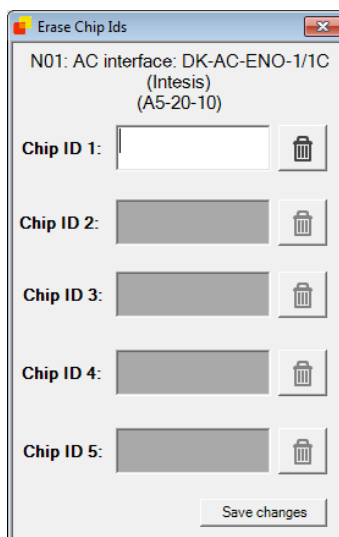 Erase Chip Ids
N01: AC interface: DK-AC-ENO-1/1C
(Intesis)
(A5-20-10)
Chip ID 1:
Chip ID 2:
Chip ID 3:
Chip ID 4:
Chip ID 5:
Save changes